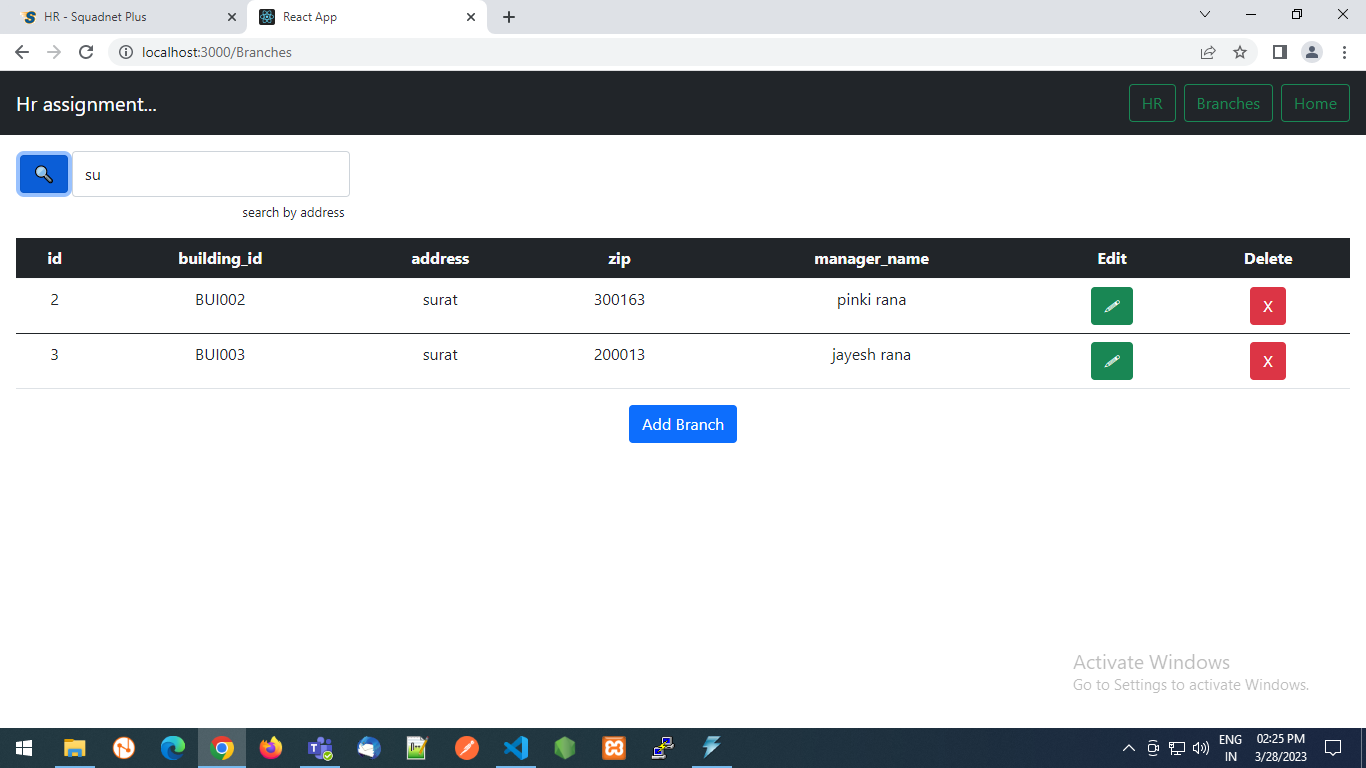 HR - Squadnet Plus
React App
localhost:3000/Branches
Hr assignment...
HR Branches Home
su
search by address
id building_id address zip manager_name Edit Delete
2 BUI002 surat 300163 pinki rana
X
3 BUI003 surat 200013 jayesh rana
X
Add Branch
Activate Windows
Go to Settings to activate Windows.
ENG
IN
02:25 PM
3/28/2023